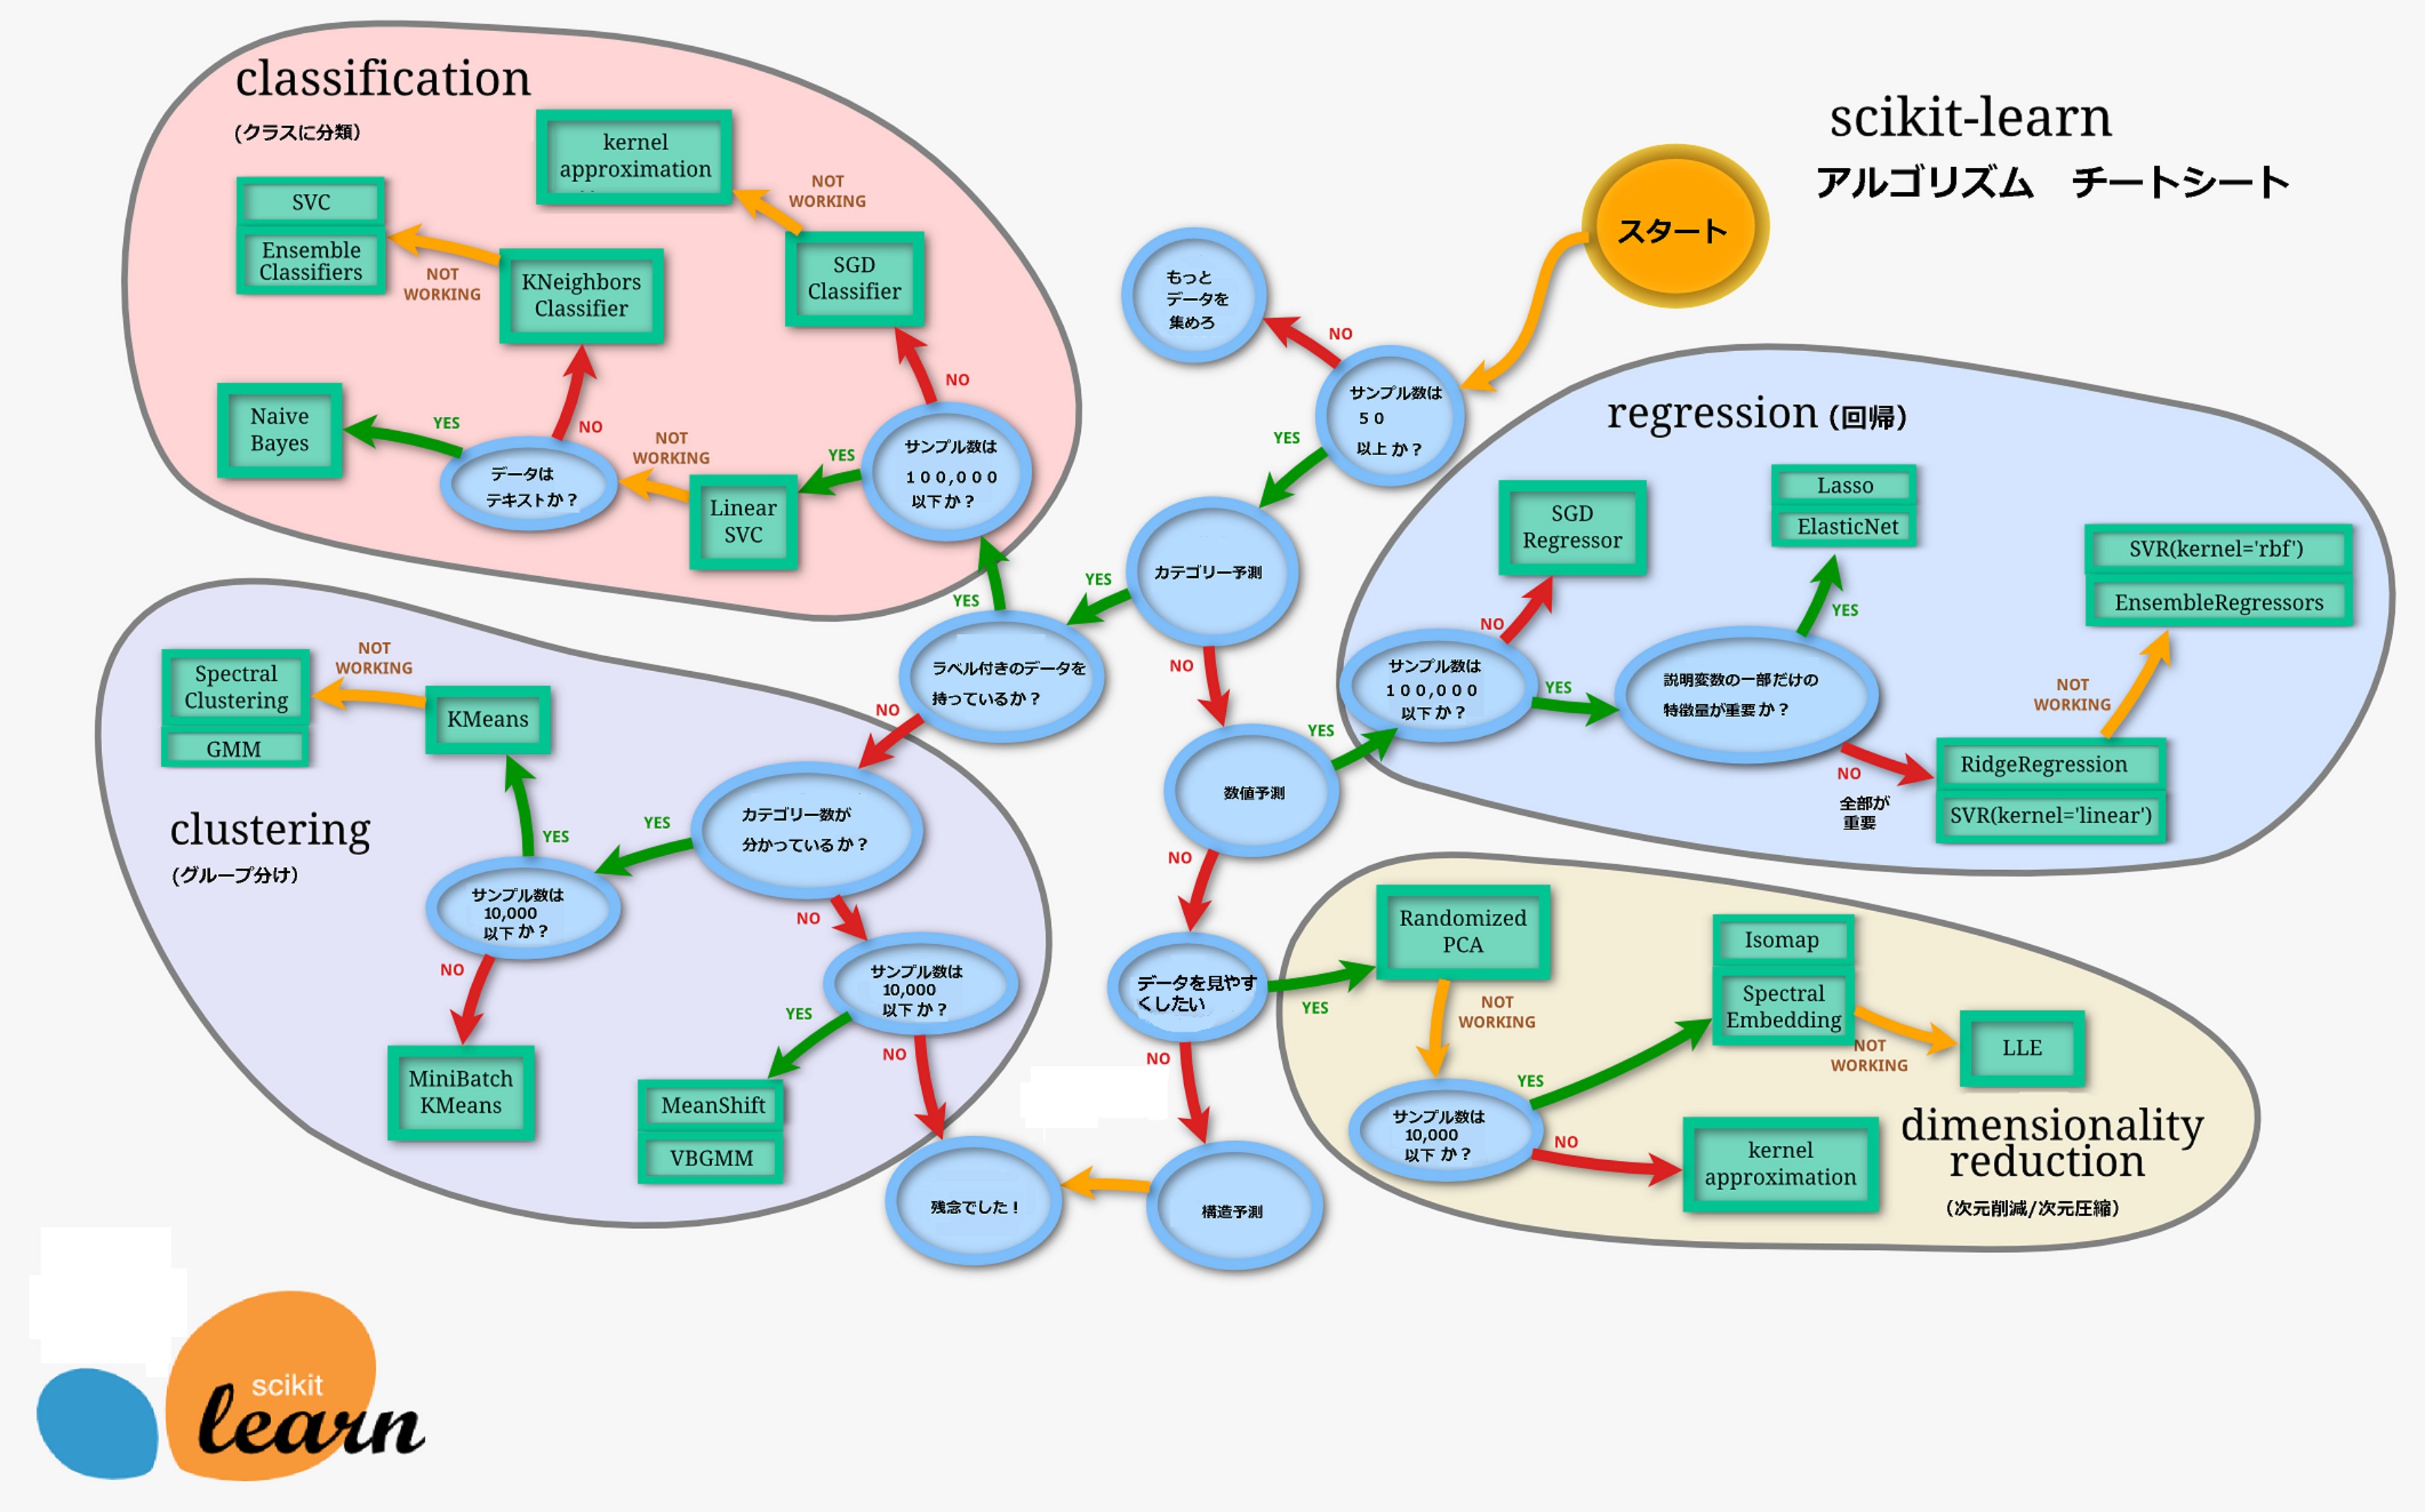 scikit-learn
アルゴリズム　チートシート
スタート
サンプル数は
５０
以上 か？
NO
もっと
データを
集めろ
YES
カテゴリー予測
YES
NO
ラベル付きのデータを
持っているか？
YES
NO
数値予測
YES
NO
データを見やす
くしたい
YES
NO
構造予測
残念でした！
classification
(クラスに分類)
サンプル数は
１００,０００
以下 か？
NO
SGD
Classifier
NOT
WORKING
kernel
approximation
YES
Linear
SVC
NOT
WORKING
データは
テキストか？
YES
Naive
Bayes
NO
KNeighbors
Classifier
NOT
WORKING
SVC
Ensemble
Classifiers
clustering
(グループ分け)
カテゴリー数が
分かっている か？
YES
サンプル数は
10,000
以下 か？
YES
KMeans
NOT
WORKING
Spectral
Clustering
GMM
NO
MiniBatch
KMeans
NO
サンプル数は
10,000
以下 か？
YES
MeanShift
VBGMM
NO
regression (回帰)
サンプル数は
１００,０００
以下 か？
NO
SGD
Regressor
YES
説明変数の一部だけの
特徴量が重要 か？
YES
Lasso
ElasticNet
NO
全部が
重要
RidgeRegression
SVR(kernel='linear')
NOT
WORKING
SVR(kernel='rbf')
EnsembleRegressors
dimensionality
reduction
(次元削減/次元圧縮)
Randomized
PCA
NOT
WORKING
サンプル数は
10,000
以下 か？
YES
Isomap
Spectral
Embedding
NOT
WORKING
LLE
NO
kernel
approximation
scikit
learn